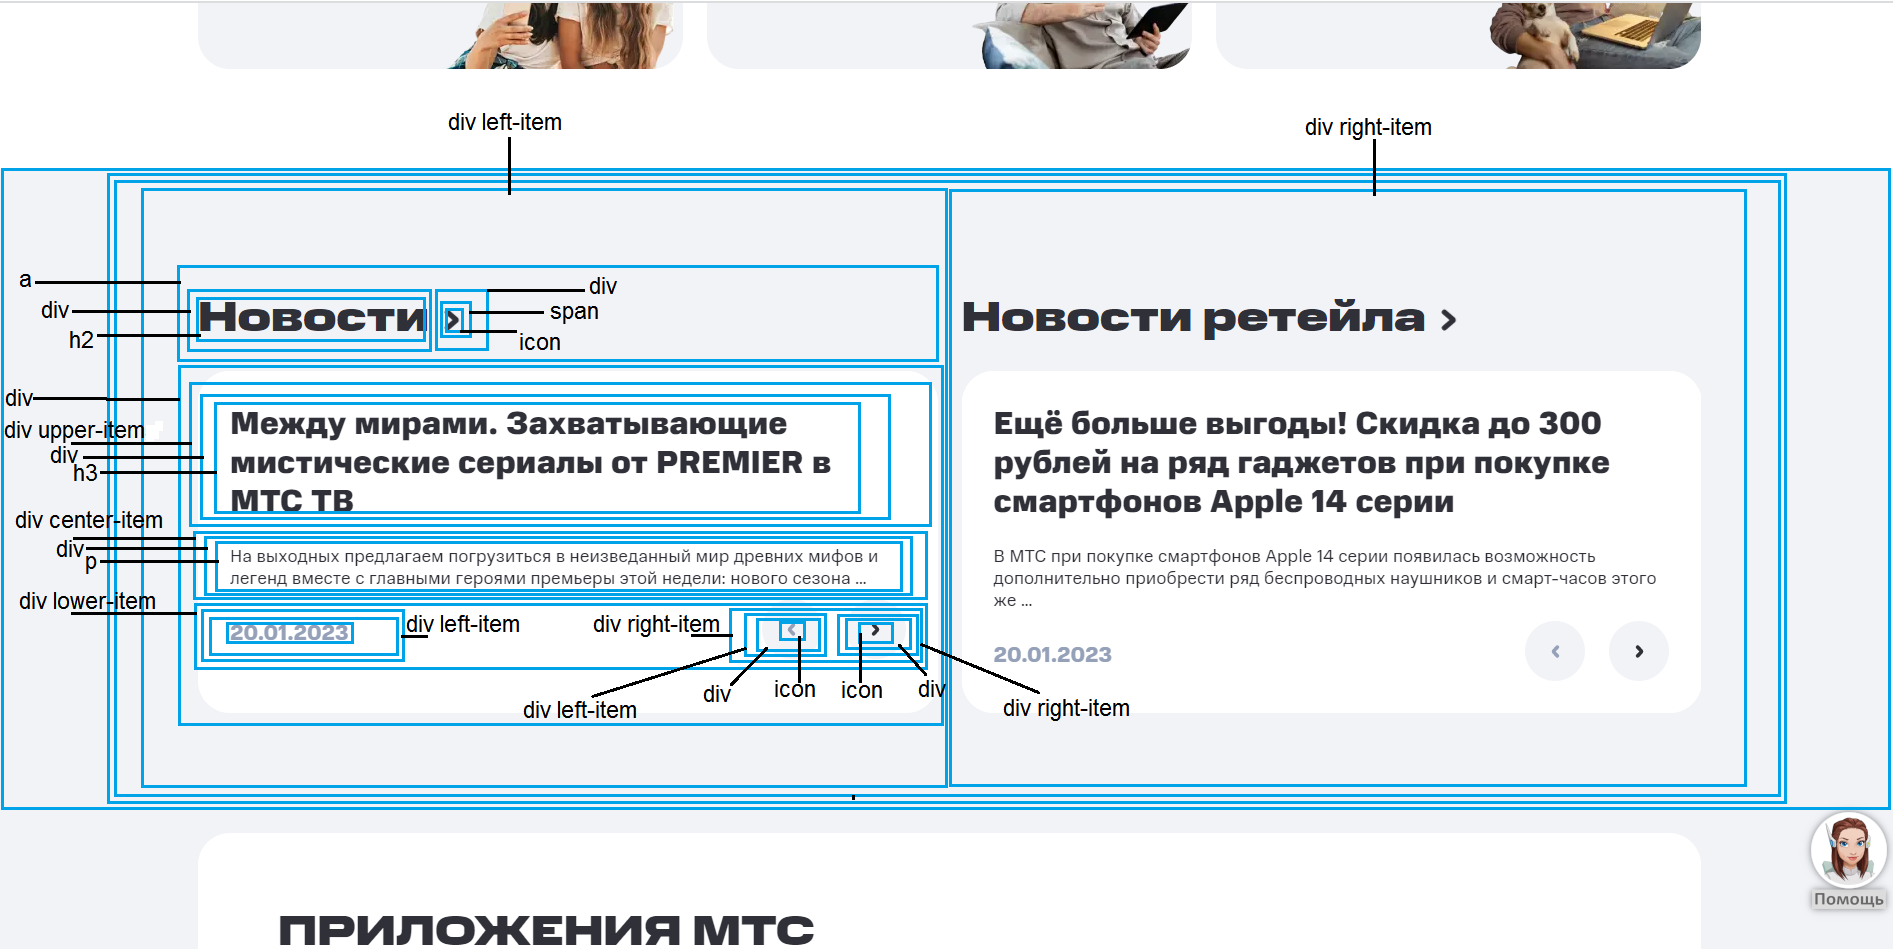 div left-item
div right-item
a
div
h2
Новости ›
div
span
icon
Новости ретейла ›
div
div upper-item
div
h3
Между мирами. Захватывающие
мистические сериалы от PREMIER в
МТС ТВ
div center-item
div
p
На выходных предлагаем погрузиться в неизведанный мир древних мифов и
легенд вместе с главными героями премьеры этой недели: нового сезона ...
div lower-item
20.01.2023
div left-item
div right-item
div left-item
div
icon
icon
div
div right-item
Ещё больше выгоды! Скидка до 300
рублей на ряд гаджетов при покупке
смартфонов Apple 14 серии
В МТС при покупке смартфонов Apple 14 серии появилась возможность
дополнительно приобрести ряд беспроводных наушников и смарт-часов этого
же ...
20.01.2023
Помощь
ПРИЛОЖЕНИЯ МТС